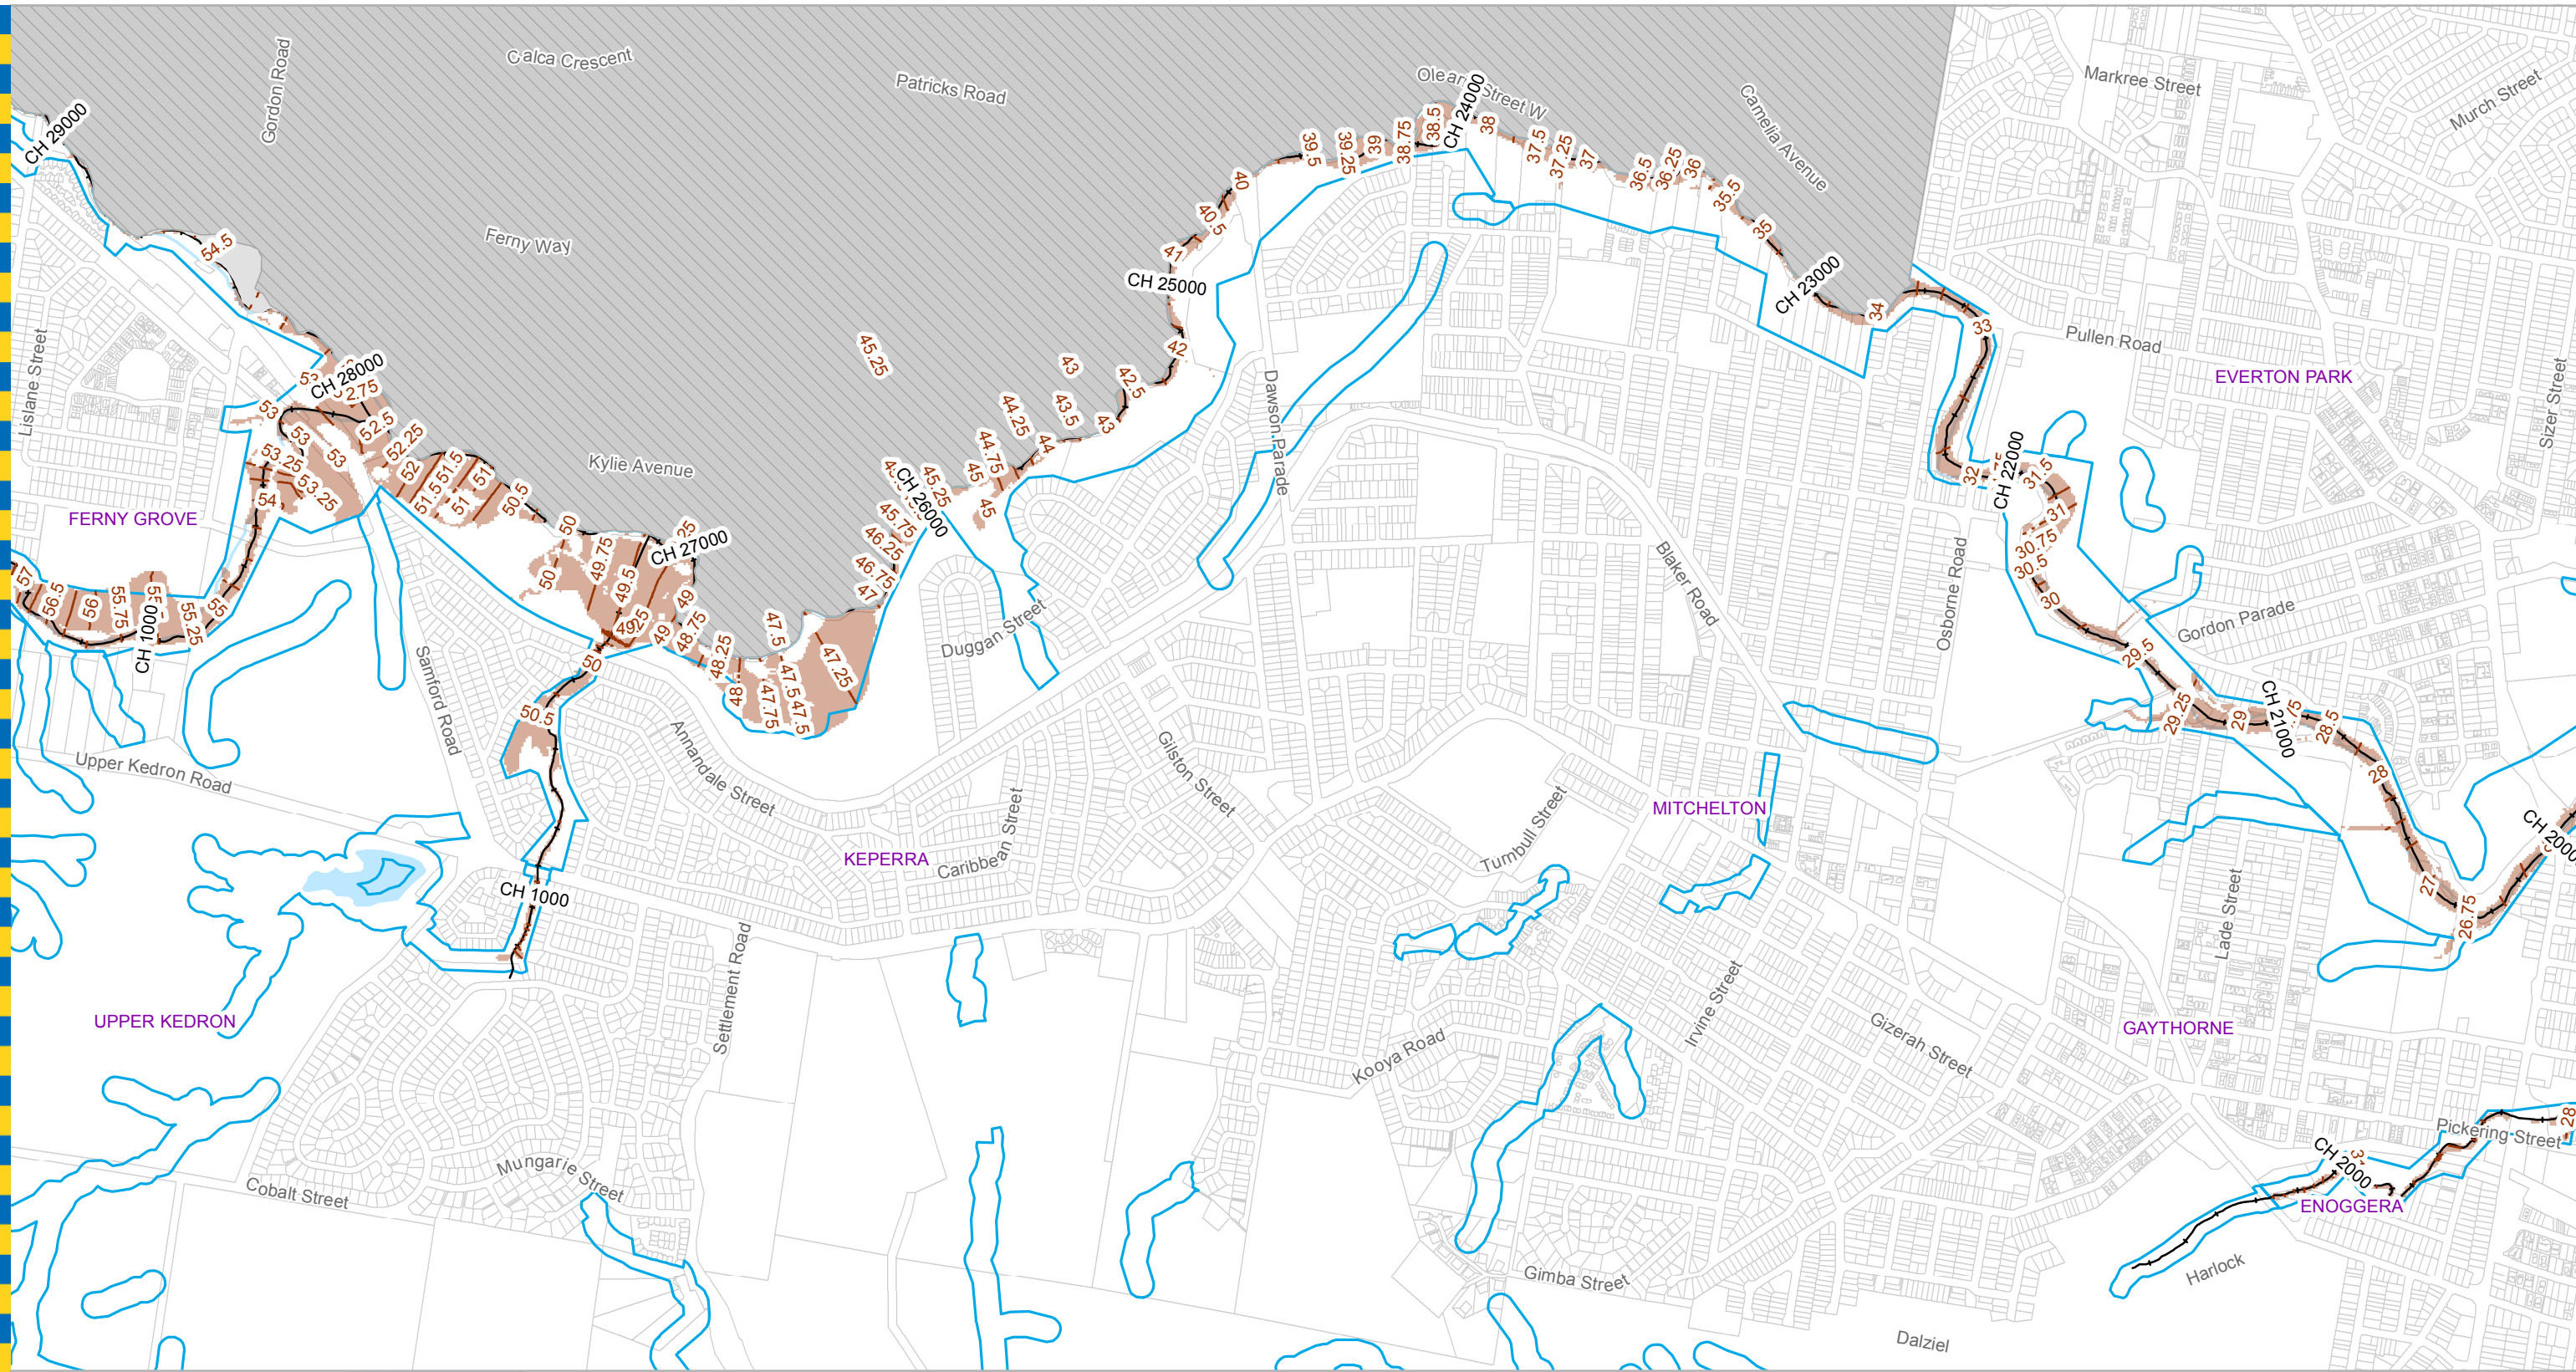 Gordon Road
Calca Crescent
Patricks Road
Camelia Avenue
Markree Street
Murch Street
CH 29000
CH 24000
38.5
38
38.75
39
39.25
39.5
37.5
37.25
37
36.5
36.25
36
35.5
35
40
40.5
41
CH 25000
42
42.5
43
43
43.5
44
44.25
44.75
45
45
45.25
45.25
CH 23000
34
33
Pullen Road
EVERTON PARK
Sizer Street
Ferny Way
54.5
Lislane Street
CH 28000
53
53
53
52.5
52.25
53.25
53.25
54
52
51.5
51.5
51
51
50.5
Kylie Avenue
FERNY GROVE
50
50
49.75
49.5
CH 27000
49
49
49
48.75
48.25
48
47.5
47.5
47.5
47.75
47.25
47
46.75
46.25
45.75
CH 26000
Dawson Parade
Blaker Road
Osborne Road
CH 22000
32
31.5
31
30.75
30.5
30
29.5
29.25
29
CH 21000
28.5
28
27
26.75
CH 2000
Gordon Parade
57
56.5
56
55.75
CH 1000
55.25
55
Samford Road
50
50.5
Duggan Street
Annandale Street
Gilston Street
Upper Kedron Road
Caribbean Street
KEPERRA
Turnbull Street
MITCHELTON
CH 1000
Settlement Road
Lade Street
UPPER KEDRON
Kooya Road
Irvine Street
Gizerah Street
GAYTHORNE
Pickering Street
28
CH 2000
ENOGGERA
Harlock
Mungarie Street
Cobalt Street
Gimba Street
Dalziel